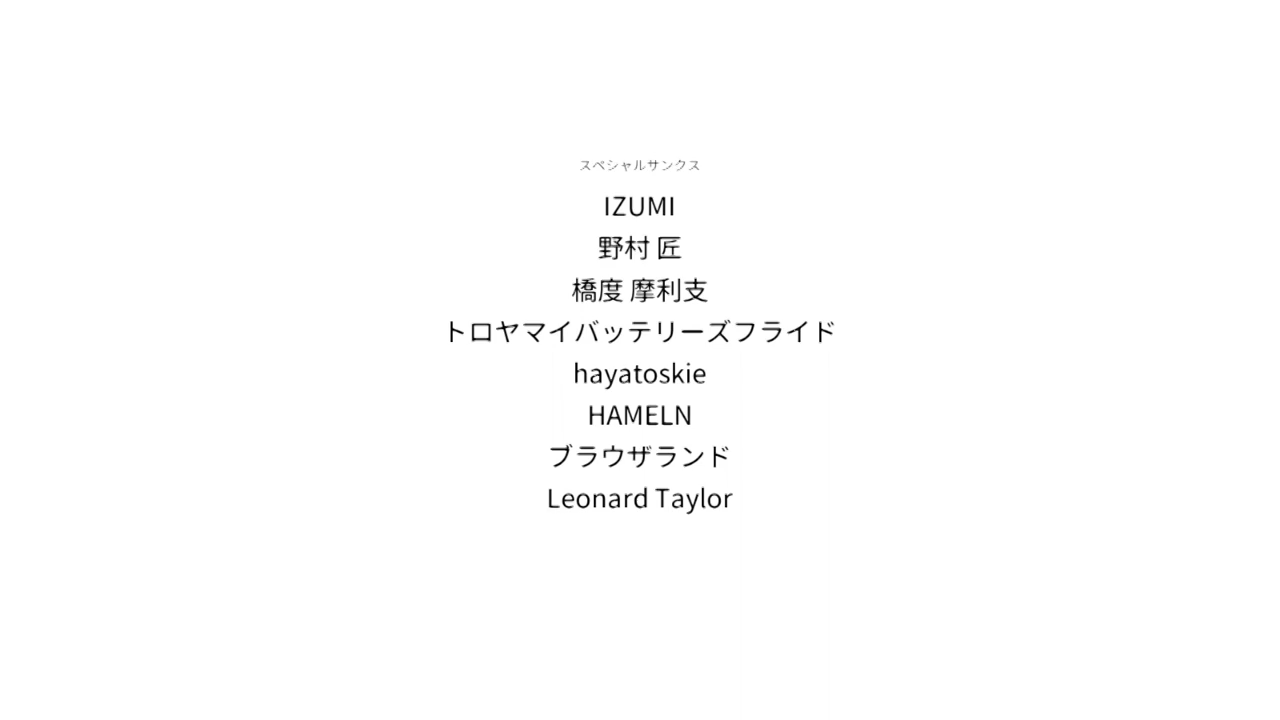 スペシャルサンクス
IZUMI
野村 匠
橋度 摩利支
トロヤマイバッテリーズフライド
hayatoskie
HAMELN
ブラウザランド
Leonard Taylor